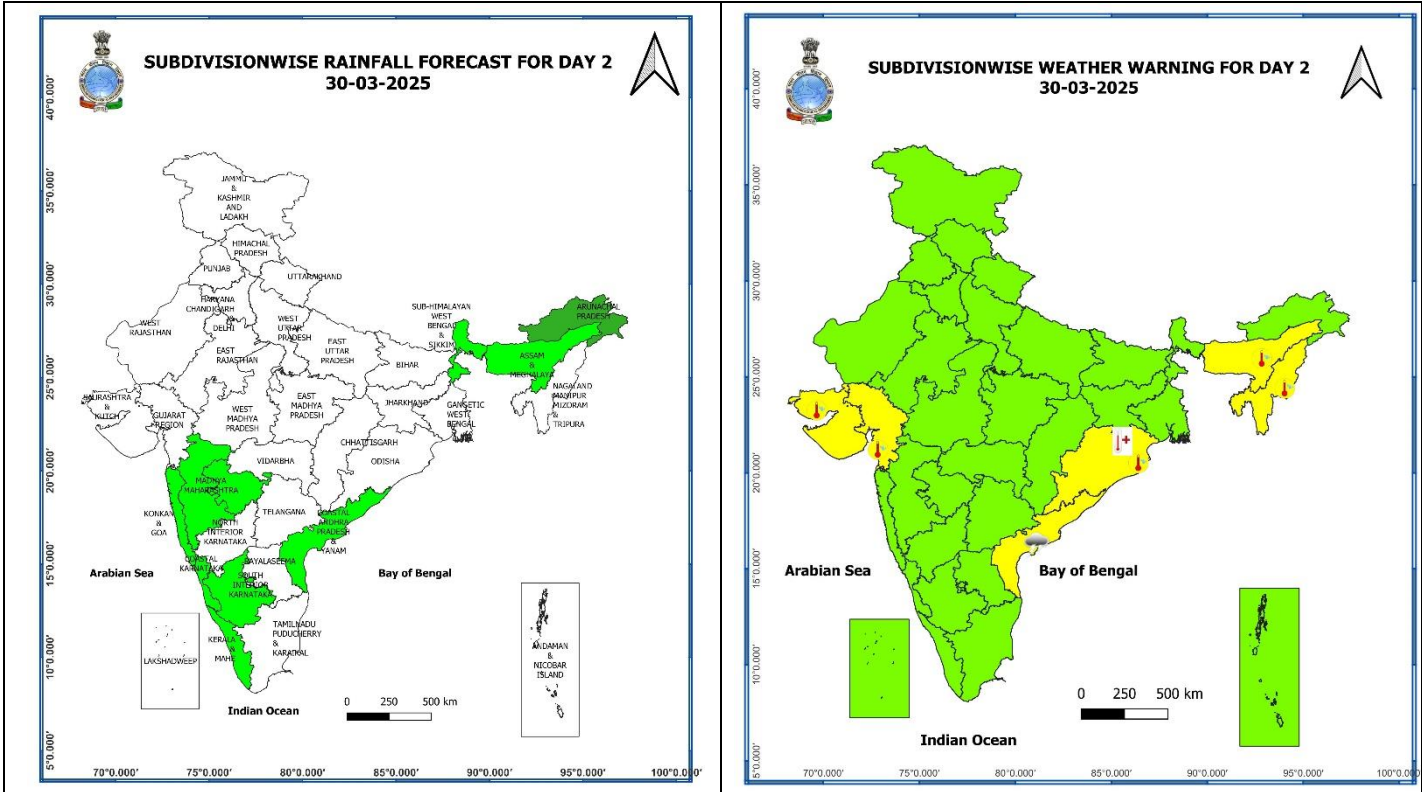 SUBDIVISIONWISE RAINFALL FORECAST FOR DAY 2
30-03-2025
40°0.000'
35°0.000'
30°0.000'
25°0.000'
20°0.000'
15°0.000'
10°0.000'
5°0.000'
JAMMU
&
KASHMIR
AND
LADAKH
HIMACHAL
PRADESH
PUNJAB
UTTARAKHAND
HARYANA
CHANDIGARH &
DELHI
WEST
RAJASTHAN
WEST
UTTAR
PRADESH
EAST
RAJASTHAN
EAST
UTTAR
PRADESH
SUB-HIMALAYAN
WEST
BENGAL
&
SIKKIM
ARUNACHAL
PRADESH
ASSAM
&
MEGHALAYA
BIHAR
NAGALAND
MANIPUR
MIZORAM
&
TRIPURA
SAURASHTRA
&
KUTCH
GUJARAT
REGION
WEST
MADHYA
PRADESH
EAST
MADHYA
PRADESH
JHARKHAND
GANGETIC
WEST
BENGAL
CHHATTISGARH
ODISHA
VIDARBHA
MADHYA
MAHARASHTRA
KONKAN
&
GOA
TELANGANA
COASTAL
ANDHRA
PRADESH
&
YANAM
NORTH
INTERIOR
KARNATAKA
COASTAL
KARNATAKA
RAYALASEEMA
SOUTH
INTERIOR
KARNATAKA
Arabian Sea
Bay of Bengal
TAMILNADU
PUDUCHERRY
&
KARAIKAL
KERALA
&
MAHE
LAKSHADWEEP
ANDAMAN
&
NICOBAR
ISLAND
0 250 500 km
Indian Ocean
70°0.000' 75°0.000' 80°0.000' 85°0.000' 90°0.000' 95°0.000' 100°0.000'
SUBDIVISIONWISE WEATHER WARNING FOR DAY 2
30-03-2025
40°0.000'
35°0.000'
30°0.000'
25°0.000'
20°0.000'
15°0.000'
10°0.000'
5°0.000'
Arabian Sea
Bay of Bengal
0 250 500 km
Indian Ocean
70°0.000' 75°0.000' 80°0.000' 85°0.000' 90°0.000' 95°0.000' 100°0.000'